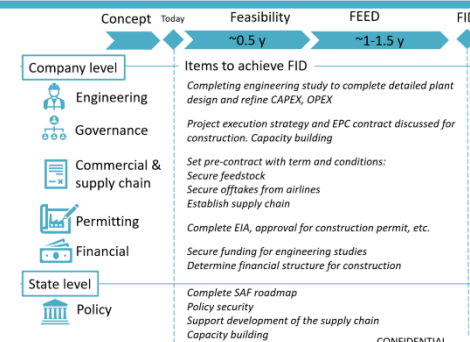 Concept Today Feasibility FEED FID
~0.5 y ~1-1.5 y
Company level Items to achieve FID
Engineering
Completing engineering study to complete detailed plant
design and refine CAPEX, OPEX
Governance
Project execution strategy and EPC contract discussed for
construction. Capacity building
Commercial &
supply chain
Set pre-contract with term and conditions:
Secure feedstock
Secure offtakes from airlines
Establish supply chain
Permitting
Complete EIA, approval for construction permit, etc.
Financial
Secure funding for engineering studies
Determine financial structure for construction
State level
Policy
Complete SAF roadmap
Policy security
Support development of the supply chain
Capacity building
CONFIDENTIAL